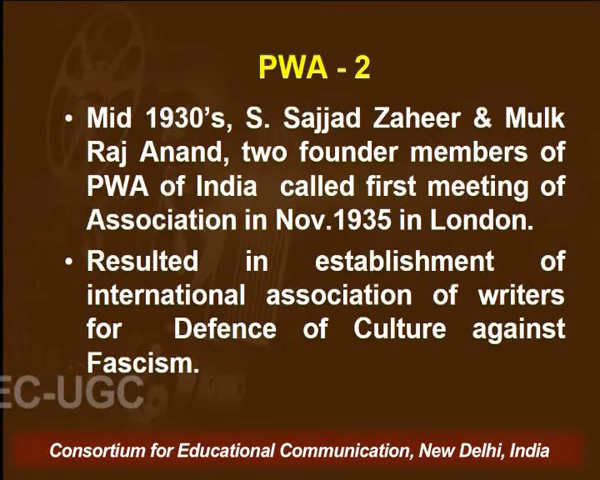 PWA - 2
• Mid 1930's, S. Sajjad Zaheer & Mulk
Raj Anand, two founder members of
PWA of India called first meeting of
Association in Nov.1935 in London.
• Resulted in establishment of
international association of writers
for Defence of Culture against
Fascism.
EC-UGC
Consortium for Educational Communication, New Delhi, India